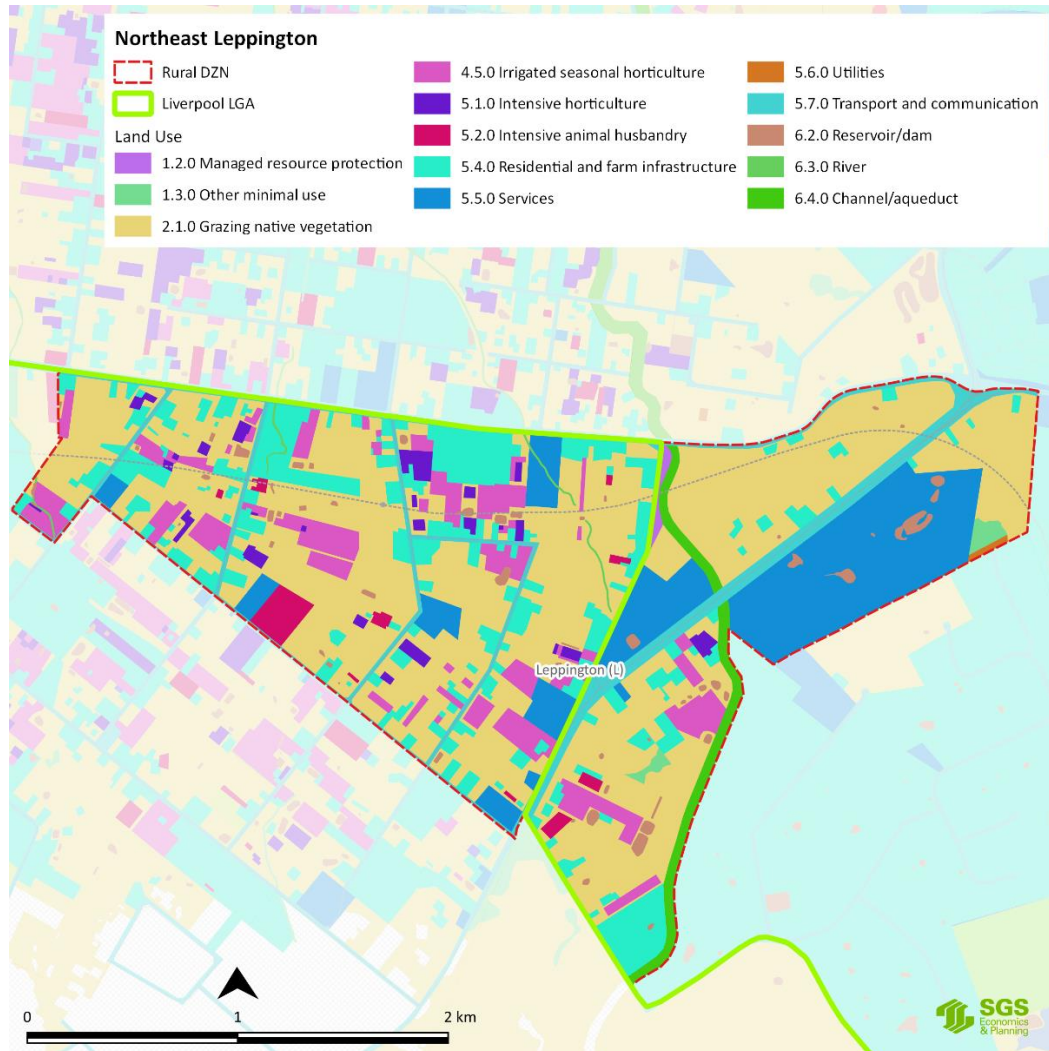 Northeast Leppington
Rural DZN
Liverpool LGA
Land Use
1.2.0 Managed resource protection
1.3.0 Other minimal use
2.1.0 Grazing native vegetation
4.5.0 Irrigated seasonal horticulture
5.1.0 Intensive horticulture
5.2.0 Intensive animal husbandry
5.4.0 Residential and farm infrastructure
5.5.0 Services
5.6.0 Utilities
5.7.0 Transport and communication
6.2.0 Reservoir/dam
6.3.0 River
6.4.0 Channel/aqueduct
Leppington (L)
0 1 2 km
SGS
Economics
& Planning